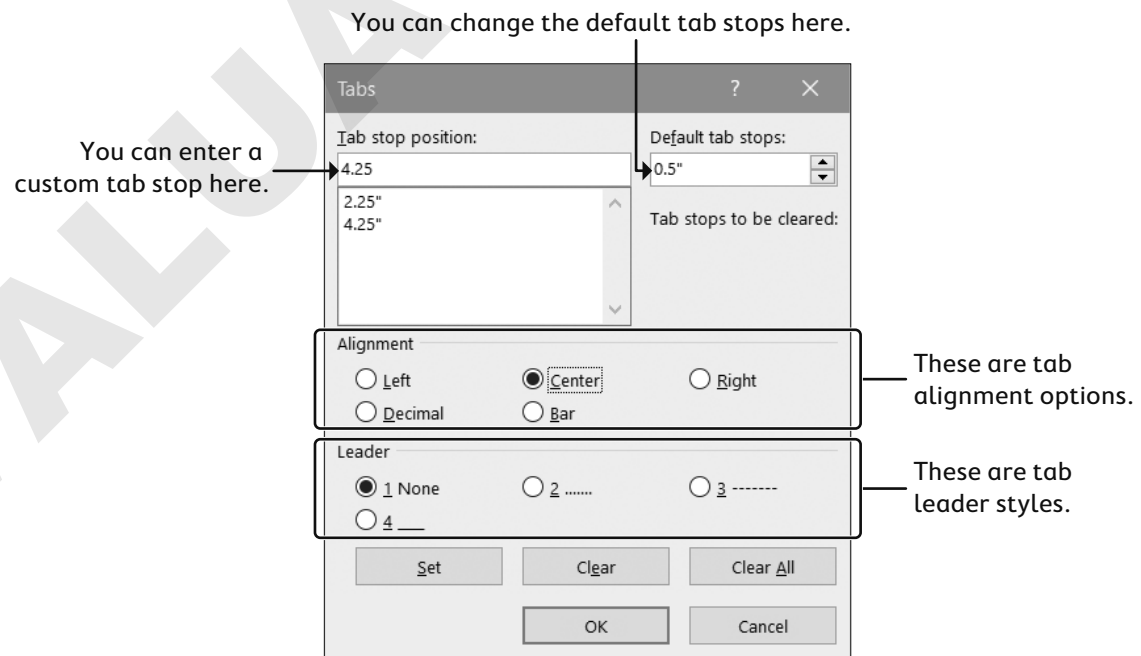 You can change the default tab stops here.
Tabs ? ×
Tab stop position: Default tab stops:
You can enter a
custom tab stop here.
4.25 0.5"
2.25"
4.25"
Tab stops to be cleared:
Alignment
Left Center Right
Decimal Bar
These are tab
alignment options.
Leader
1 None 2 ....... 3 -------
4 ___
These are tab
leader styles.
Set Clear Clear All
OK Cancel
ALUA